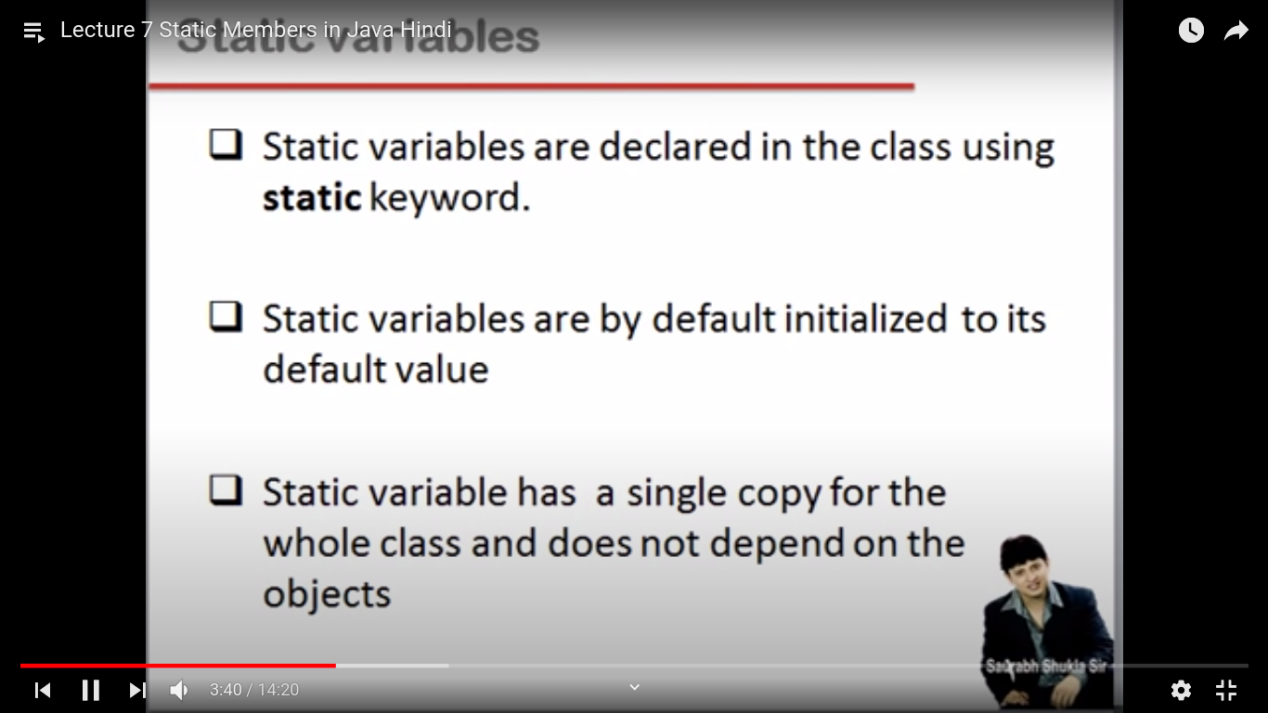 Lecture 7 Static Members in Java Hindi
Static variables
❑ Static variables are declared in the class using
static keyword.
❑ Static variables are by default initialized to its
default value
❑ Static variable has a single copy for the
whole class and does not depend on the
objects
Saurabh Shukla Sir
3:40 / 14:20